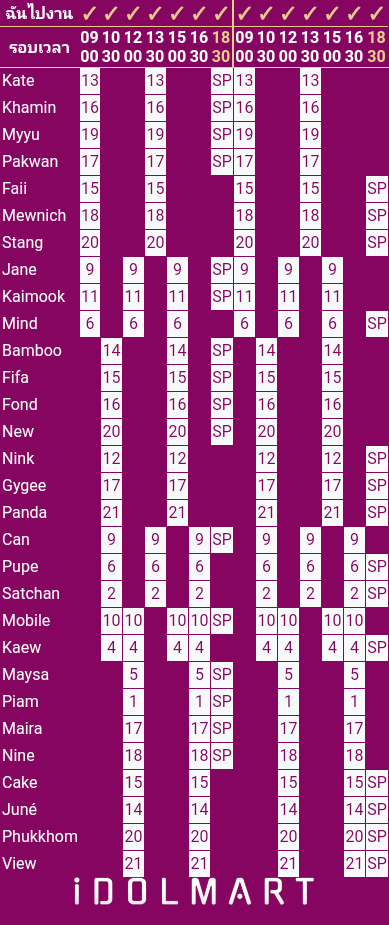 ฉันไปงาน ✓ ✓ ✓ ✓ ✓ ✓ ✓ ✓ ✓ ✓ ✓ ✓ ✓ ✓
รอบเวลา 09 10 12 13 15 16 18 09 10 12 13 15 16 18
00 30 00 30 00 30 30 00 30 00 30 00 30 30
Kate 13 13 SP 13 13
Khamin 16 16 SP 16 16
Myyu 19 19 SP 19 19
Pakwan 17 17 SP 17 17
Faii 15 15 15 15 SP
Mewnich 18 18 18 18 SP
Stang 20 20 20 20 SP
Jane 9 9 9 SP 9 9 9
Kaimook 11 11 11 SP 11 11 11
Mind 6 6 6 6 6 6 SP
Bamboo 14 14 SP 14 14
Fifa 15 15 SP 15 15
Fond 16 16 SP 16 16
New 20 20 SP 20 20
Nink 12 12 12 12 SP
Gygee 17 17 17 17 SP
Panda 21 21 21 21 SP
Can 9 9 9 SP 9 9 9
Pupe 6 6 6 6 6 6 SP
Satchan 2 2 2 2 2 2 SP
Mobile 10 10 10 10 SP 10 10 10 10
Kaew 4 4 4 4 4 4 4 4 SP
Maysa 5 5 SP 5 5
Piam 1 1 SP 1 1
Maira 17 17 SP 17 17
Nine 18 18 SP 18 18
Cake 15 15 15 15 SP
Juné 14 14 14 14 SP
Phukkhom 20 20 20 20 SP
View 21 21 21 21 SP
iDOLMART